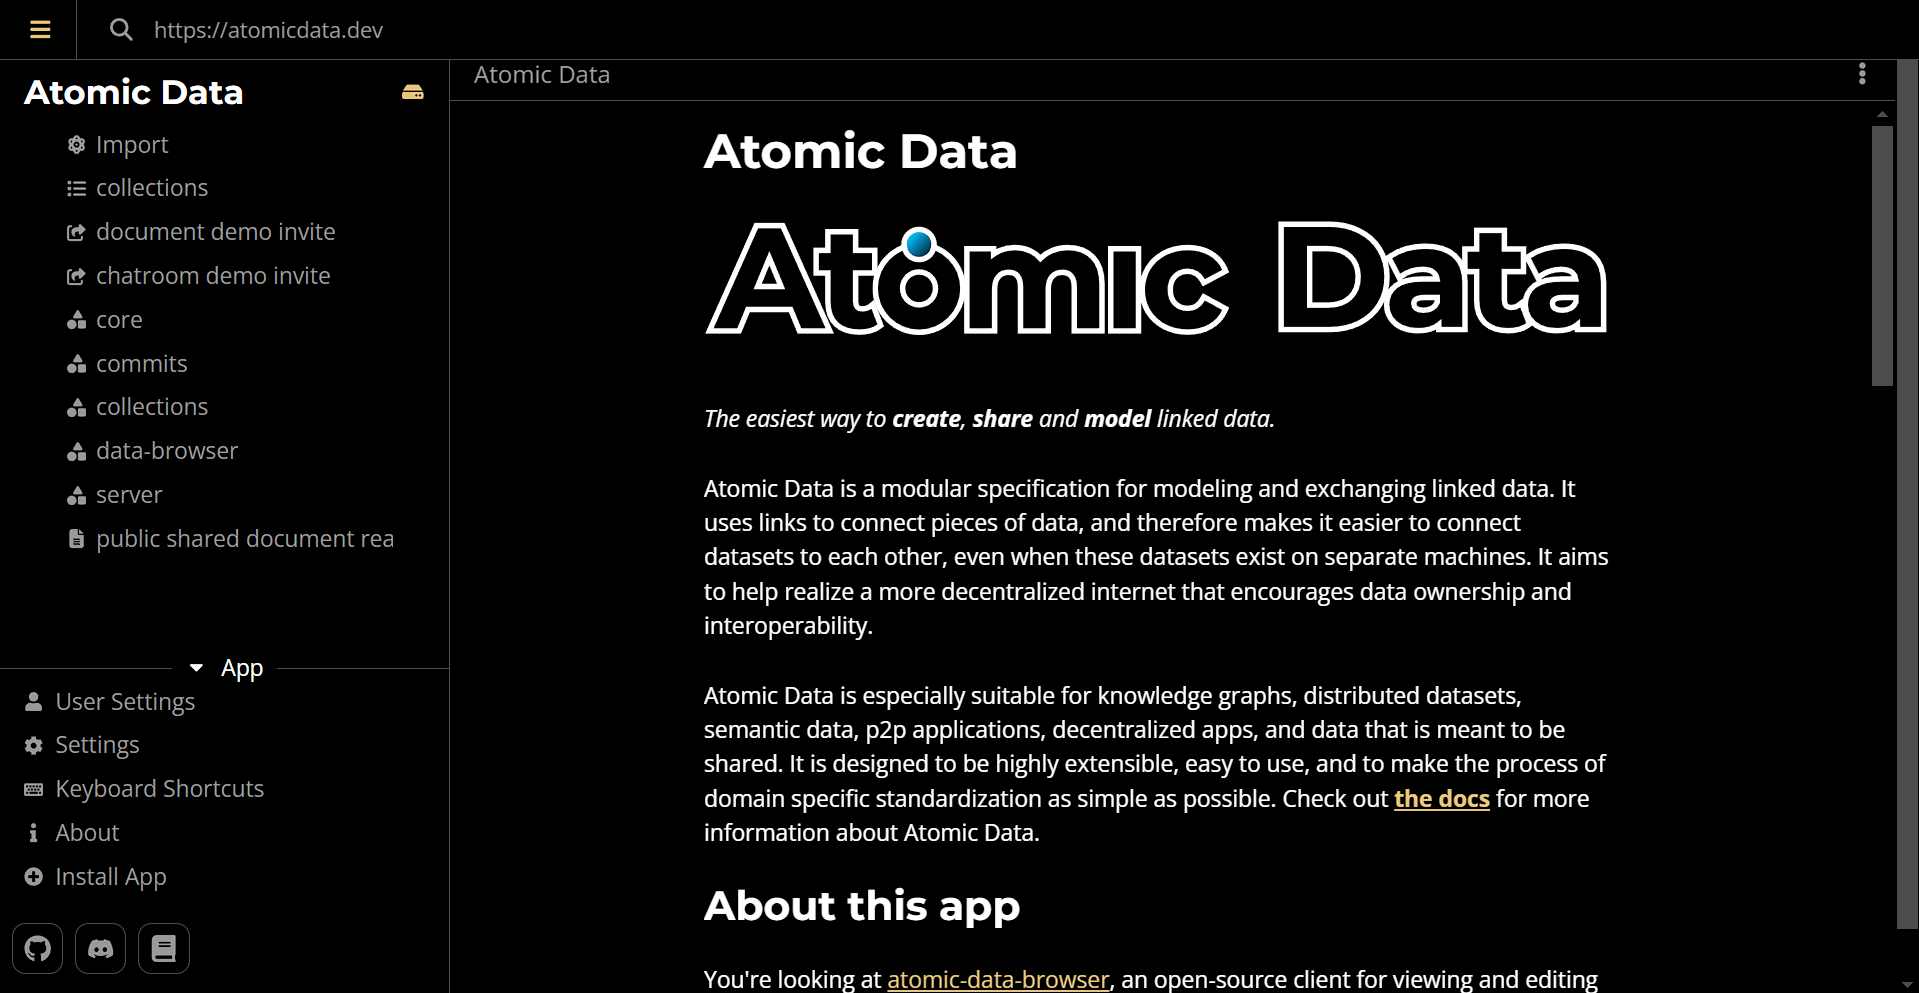 https://atomicdata.dev
Atomic Data
Import
collections
document demo invite
chatroom demo invite
core
commits
collections
data-browser
server
public shared document rea
App
User Settings
Settings
Keyboard Shortcuts
About
Install App
Atomic Data
Atomic Data
Atomic Data
The easiest way to create, share and model linked data.
Atomic Data is a modular specification for modeling and exchanging linked data. It
uses links to connect pieces of data, and therefore makes it easier to connect
datasets to each other, even when these datasets exist on separate machines. It aims
to help realize a more decentralized internet that encourages data ownership and
interoperability.
Atomic Data is especially suitable for knowledge graphs, distributed datasets,
semantic data, p2p applications, decentralized apps, and data that is meant to be
shared. It is designed to be highly extensible, easy to use, and to make the process of
domain specific standardization as simple as possible. Check out the docs for more
information about Atomic Data.
About this app
You're looking at atomic-data-browser, an open-source client for viewing and editing